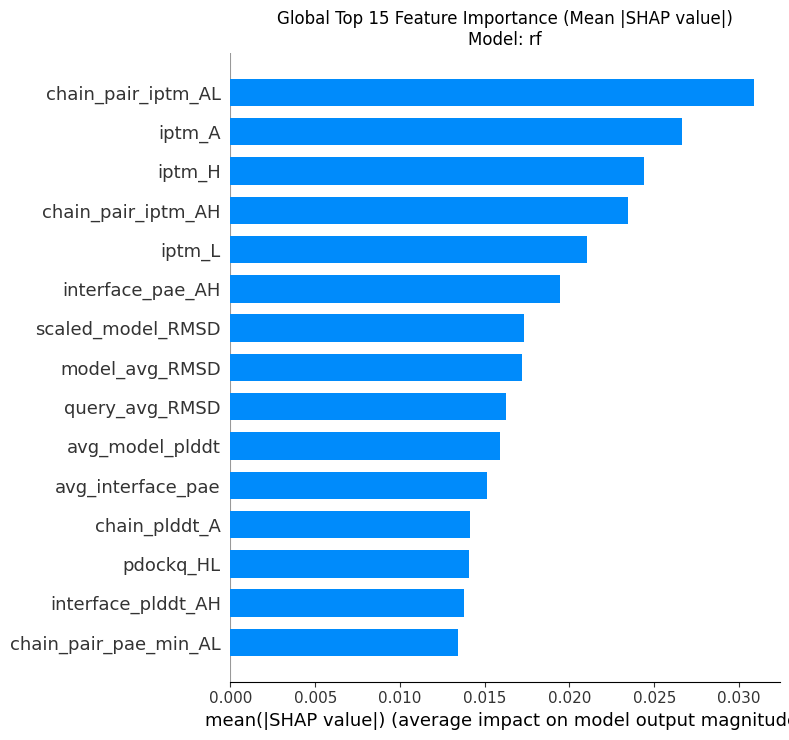 Global Top 15 Feature Importance (Mean |SHAP value|)
Model: rf
chain_pair_iptm_AL
iptm_A
iptm_H
chain_pair_iptm_AH
iptm_L
interface_pae_AH
scaled_model_RMSD
model_avg_RMSD
query_avg_RMSD
avg_model_plddt
avg_interface_pae
chain_plddt_A
pdockq_HL
interface_plddt_AH
chain_pair_pae_min_AL
0.000 0.005 0.010 0.015 0.020 0.025 0.030
mean(|SHAP value|) (average impact on model output magnitude